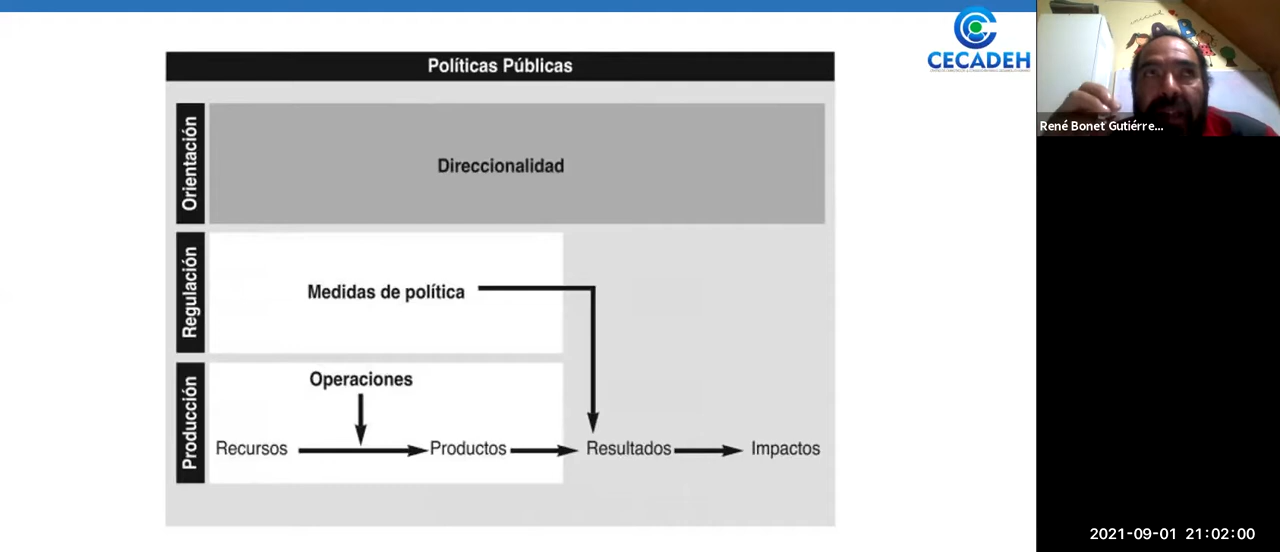 Políticas Públicas
CECADEH
René Bonet Gutiérre...
Orientación
Direccionalidad
Regulación
Medidas de política
Producción
Operaciones
Recursos
Productos
Resultados
Impactos
2021-09-01 21:02:00